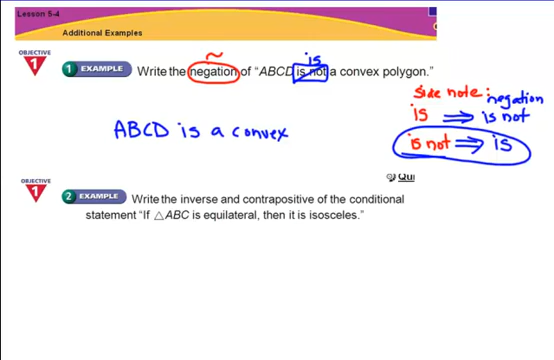 Lesson 5-4
Additional Examples
OBJECTIVE
1
1 EXAMPLE Write the negation of "ABCD is not a convex polygon."
~
is
side note: negation
is ⇒ is not
is not ⇒ is
ABCD is a convex
OBJECTIVE
1
2 EXAMPLE Write the inverse and contrapositive of the conditional
statement "If △ABC is equilateral, then it is isosceles."